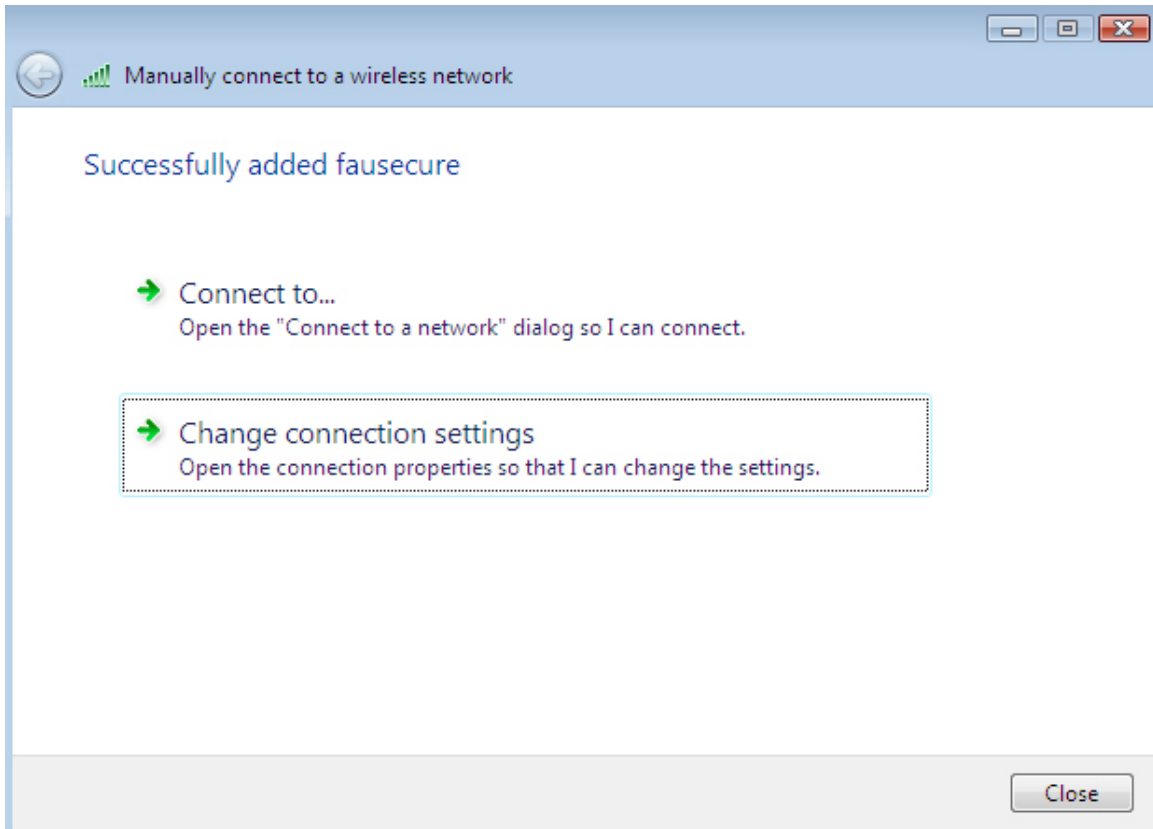 Manually connect to a wireless network
Successfully added fausecure
Connect to...
Open the "Connect to a network" dialog so I can connect.
Change connection settings
Open the connection properties so that I can change the settings.
Close